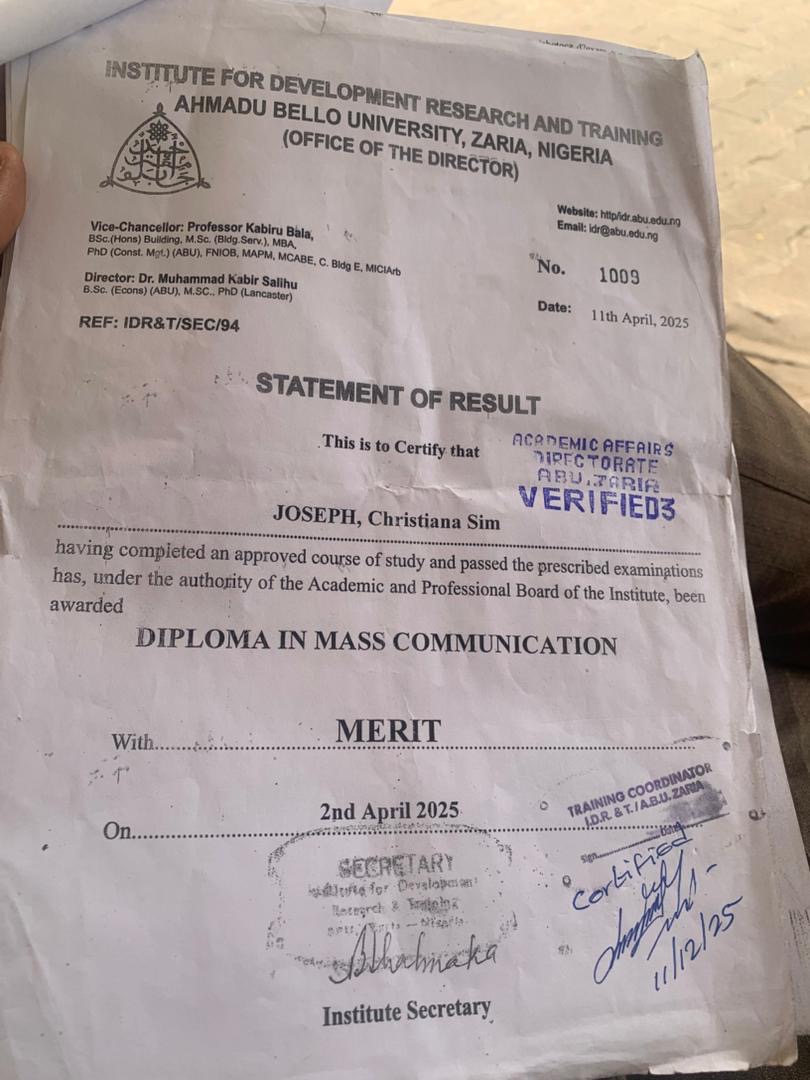 INSTITUTE FOR DEVELOPMENT RESEARCH AND TRAINING
AHMADU BELLO UNIVERSITY, ZARIA, NIGERIA
(OFFICE OF THE DIRECTOR)
Website: http/idr.abu.edu.ng
Email: idr@abu.edu.ng
Vice-Chancellor: Professor Kabiru Bala,
BSc.(Hons) Building, M.Sc. (Bldg.Serv.), MBA,
PhD (Const. Mgt.) (ABU), FNIOB, MAPM, MCABE, C. Bldg E, MICIArb
No. 1009
Director: Dr. Muhammad Kabir Salihu
B.Sc. (Econs) (ABU), M.SC., PhD (Lancaster)
Date: 11th April, 2025
REF: IDR&T/SEC/94
STATEMENT OF RESULT
This is to Certify that
ACADEMIC AFFAIRS
DIRECTORATE
ABU, ZARIA
VERIFIED3
JOSEPH, Christiana Sim
having completed an approved course of study and passed the prescribed examinations
has, under the authority of the Academic and Professional Board of the Institute, been
awarded
DIPLOMA IN MASS COMMUNICATION
With MERIT
On 2nd April 2025
TRAINING COORDINATOR
I.D.R. & T. / A.B.U. ZARIA
Sign
Certified
11/12/25
SECRETARY
Institute for Development
Research & Training
Institute Secretary